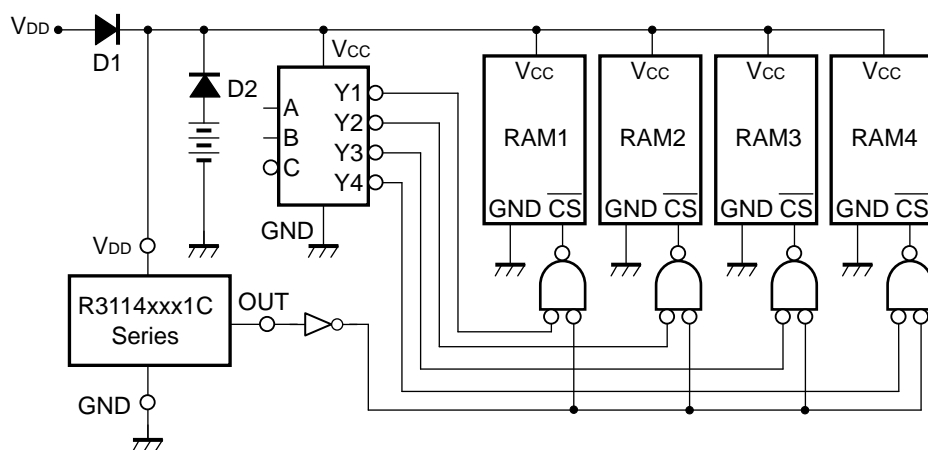 VDD
D1
D2
VCC
A
B
C
Y1
Y2
Y3
Y4
GND
VCC
RAM1
GND CS
VCC
RAM2
GND CS
VCC
RAM3
GND CS
VCC
RAM4
GND CS
VDD
R3114xxx1C
Series
OUT
GND